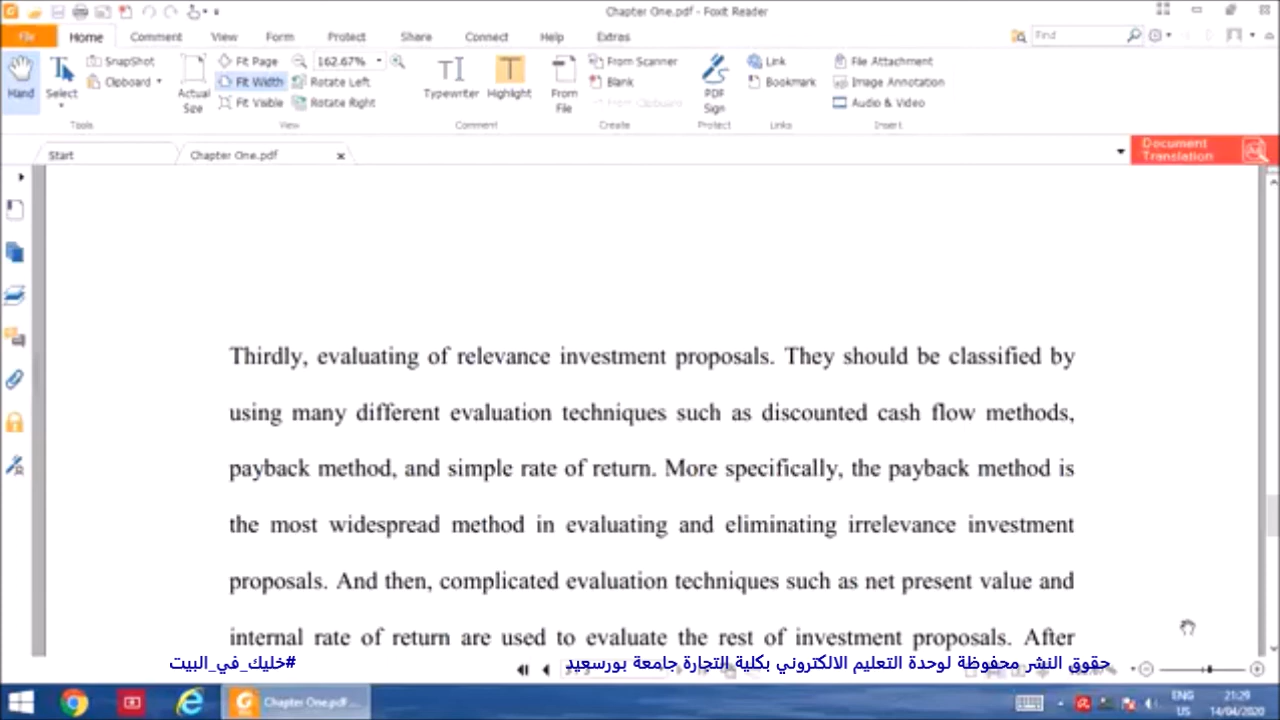 Chapter One.pdf - Foxit Reader
File Home Comment View Form Protect Share Connect Help Extras Find
Hand
Select
SnapShot
Clipboard
Tools
Actual Size
Fit Page
Fit Width
Fit Visible
162.67%
Rotate Left
Rotate Right
View
Typewriter
Highlight
Comment
From File
From Scanner
Blank
From Clipboard
Create
PDF Sign
Protect
Link
Bookmark
Links
File Attachment
Image Annotation
Audio & Video
Insert
Start
Chapter One.pdf
Document Translation
Thirdly, evaluating of relevance investment proposals. They should be classified by
using many different evaluation techniques such as discounted cash flow methods,
payback method, and simple rate of return. More specifically, the payback method is
the most widespread method in evaluating and eliminating irrelevance investment
proposals. And then, complicated evaluation techniques such as net present value and
internal rate of return are used to evaluate the rest of investment proposals. After
حقوق النشر محفوظة لوحدة التعليم الالكتروني بكلية التجارة جامعة بورسعيد
#خليك_في_البيت
Chapter One.pdf ...
ENG
US
21:29
14/04/2020